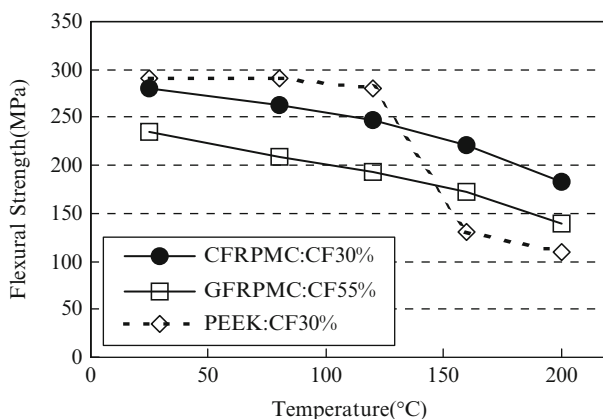 350
300
250
200
150
100
50
0
Flexural Strength(MPa)
CFRPMC:CF30%
GFRPMC:CF55%
PEEK:CF30%
0 50 100 150 200
Temperature(°C)